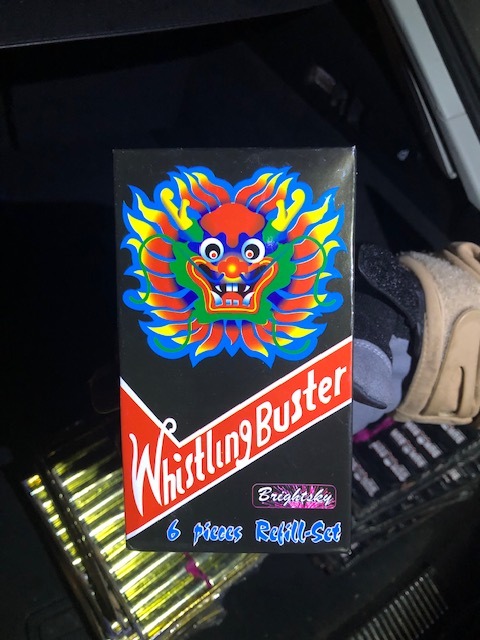 Whistling Buster
Brightsky
6 pieces Refill-Set